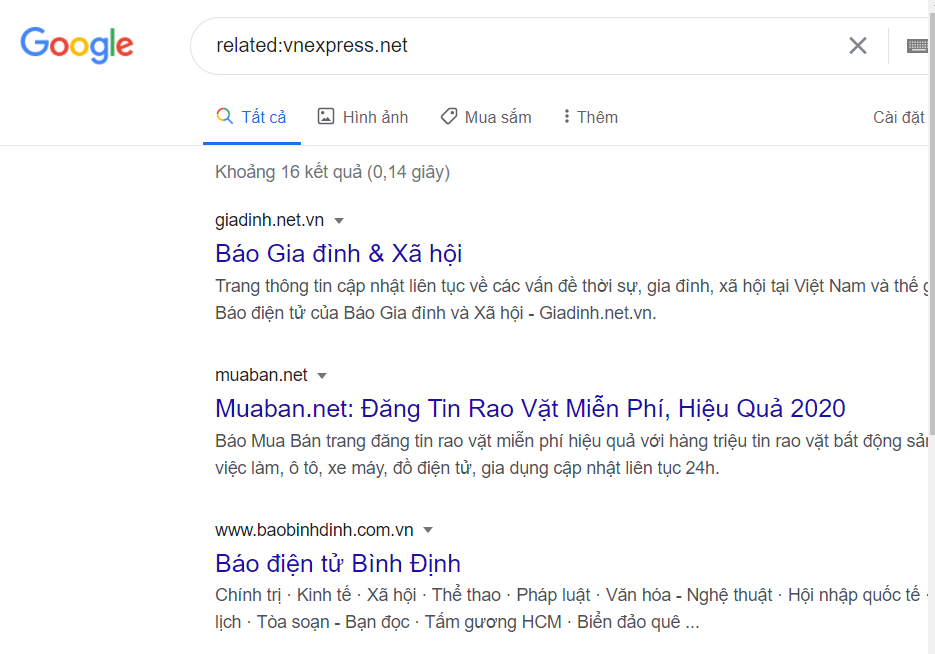 Google
related:vnexpress.net
Tất cả Hình ảnh Mua sắm Thêm Cài đặt
Khoảng 16 kết quả (0,14 giây)
giadinh.net.vn
Báo Gia đình & Xã hội
Trang thông tin cập nhật liên tục về các vấn đề thời sự, gia đình, xã hội tại Việt Nam và thế
Báo điện tử của Báo Gia đình và Xã hội - Giadinh.net.vn.
muaban.net
Muaban.net: Đăng Tin Rao Vặt Miễn Phí, Hiệu Quả 2020
Báo Mua Bán trang đăng tin rao vặt miễn phí hiệu quả với hàng triệu tin rao vặt bất động sản
việc làm, ô tô, xe máy, đồ điện tử, gia dụng cập nhật liên tục 24h.
www.baobinhdinh.com.vn
Báo điện tử Bình Định
Chính trị · Kinh tế · Xã hội · Thể thao · Pháp luật · Văn hóa - Nghệ thuật · Hội nhập quốc tế ·
lịch · Tòa soạn - Bạn đọc · Tấm gương HCM · Biển đảo quê ...